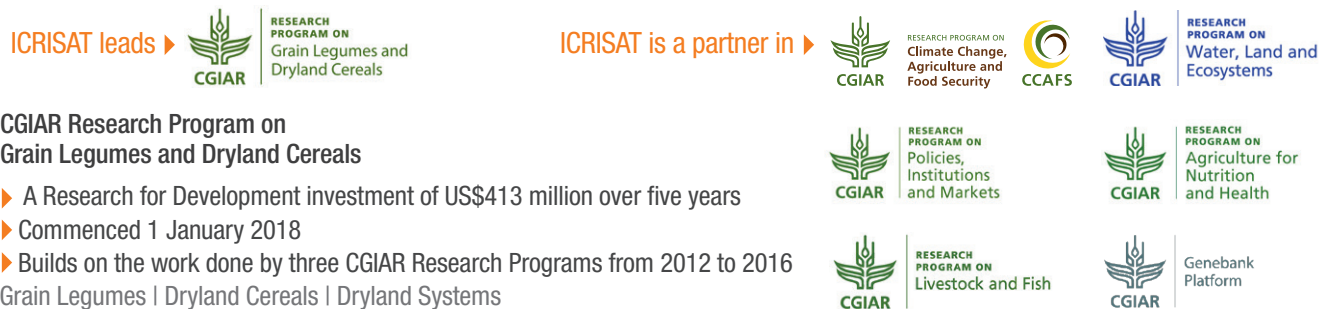 ICRISAT leads
CGIAR
RESEARCH
PROGRAM ON
Grain Legumes and
Dryland Cereals
ICRISAT is a partner in
CGIAR
RESEARCH PROGRAM ON
Climate Change,
Agriculture and
Food Security
CCAFS
CGIAR
RESEARCH
PROGRAM ON
Water, Land and
Ecosystems
CGIAR Research Program on
Grain Legumes and Dryland Cereals
A Research for Development investment of US$413 million over five years
Commenced 1 January 2018
Builds on the work done by three CGIAR Research Programs from 2012 to 2016
Grain Legumes | Dryland Cereals | Dryland Systems
CGIAR
RESEARCH
PROGRAM ON
Policies,
Institutions
and Markets
CGIAR
RESEARCH
PROGRAM ON
Agriculture for
Nutrition
and Health
CGIAR
RESEARCH
PROGRAM ON
Livestock and Fish
CGIAR
Genebank
Platform